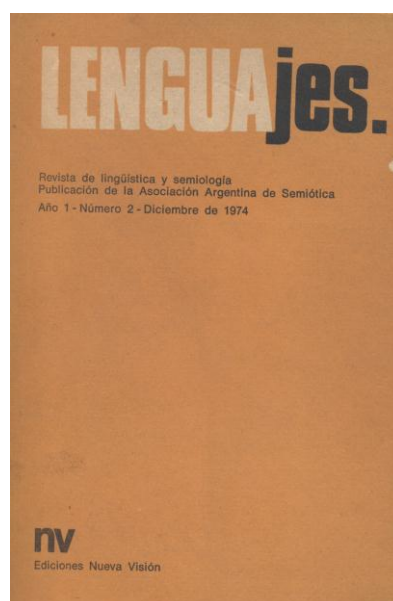 LENGUAjes.
Revista de lingüística y semiología
Publicación de la Asociación Argentina de Semiótica
Año 1 - Número 2 - Diciembre de 1974
nv
Ediciones Nueva Visión